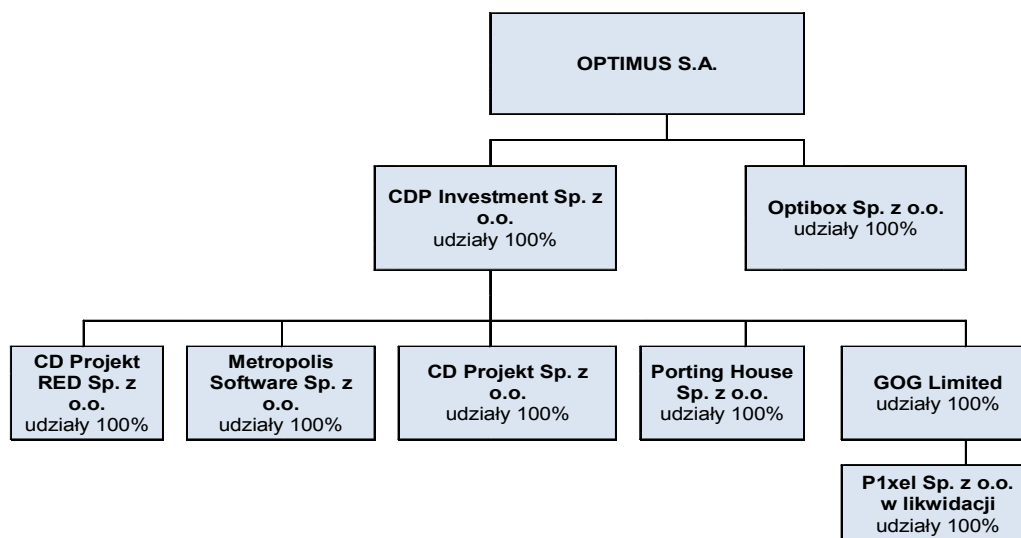 OPTIMUS S.A.
CDP Investment Sp. z
o.o.
udziały 100%
Optibox Sp. z o.o.
udziały 100%
CD Projekt
RED Sp. z
o.o.
udziały 100%
Metropolis
Software Sp. z
o.o.
udziały 100%
CD Projekt Sp. z
o.o.
udziały 100%
Porting House
Sp. z o.o.
udziały 100%
GOG Limited
udziały 100%
P1xel Sp. z o.o.
w likwidacji
udziały 100%